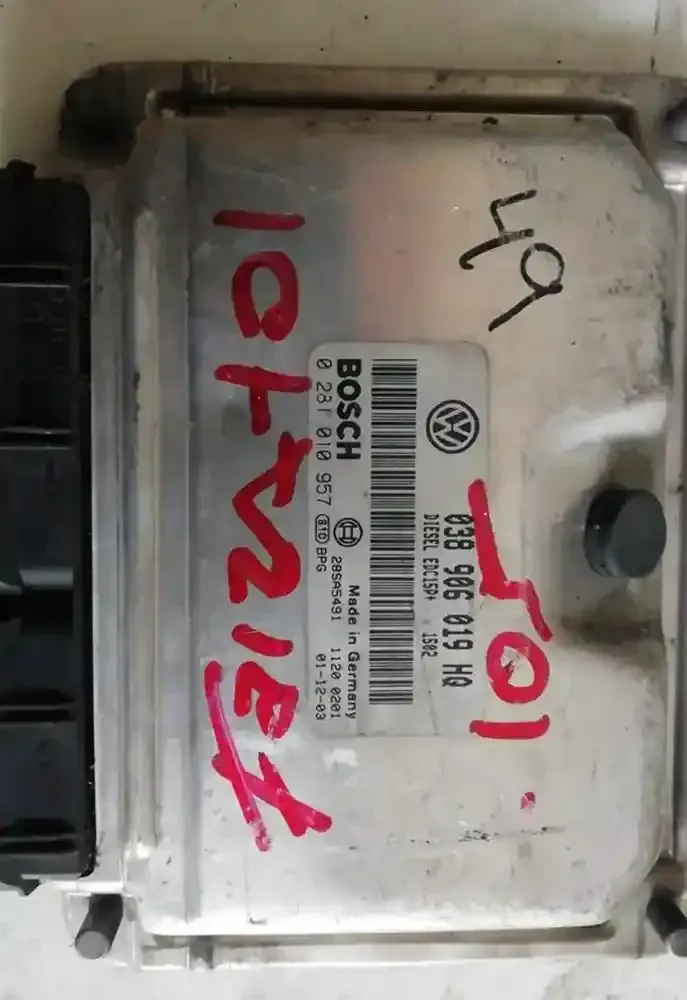 49
501
038 906 019 HQ
DIESEL EDC15P+ 1502
BOSCH
0 281 010 957 BPG
28SA5491
Made in Germany
1120 0201
01-12-03